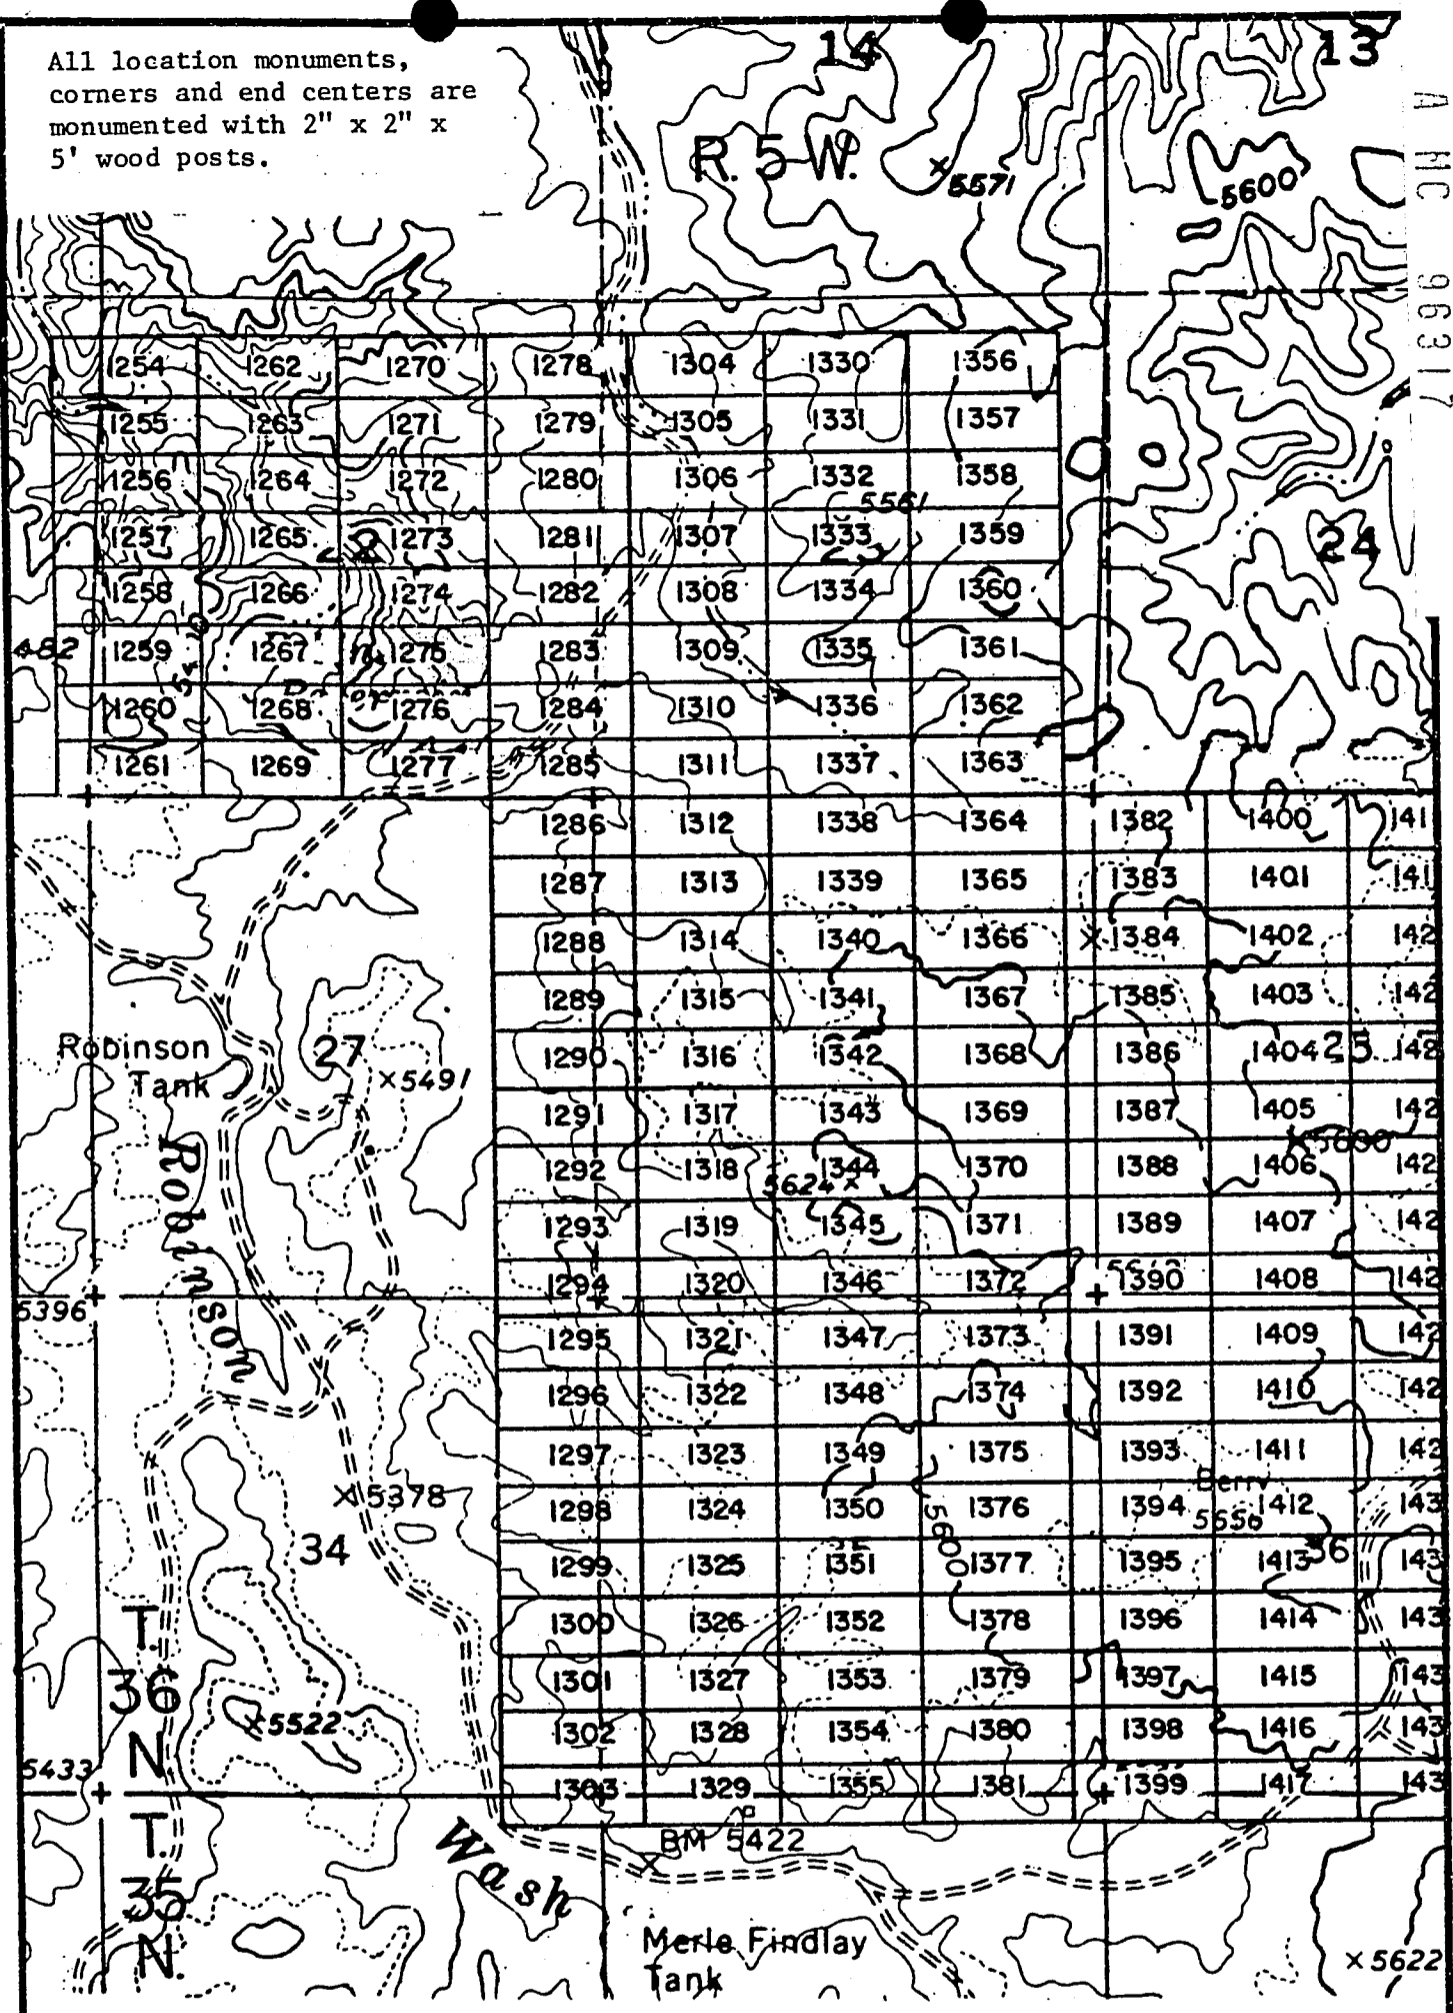 All location monuments,
corners and end centers are
monumented with 2" x 2" x
5' wood posts.
14
13
R. 5 W.
×5571
5600
A MC 96317
1254 1262 1270 1278 1304 1330 1356
1255 1263 1271 1279 1305 1331 1357
1256 1264 1272 1280 1306 1332 1358
5561
1257 1265 1273 1281 1307 1333 1359
24
1258 1266 1274 1282 1308 1334 1360
1259 1267 1275 1283 1309 1335 1361
1260 1268 1276 1284 1310 1336 1362
1261 1269 1277 1285 1311 1337 1363
1286 1312 1338 1364 1382 1400
1287 1313 1339 1365 1383 1401
1288 1314 1340 1366 ×1384 1402
1289 1315 1341 1367 1385 1403
Robinson
Tank
27
×5491
1290 1316 1342 1368 1386 1404 25
1291 1317 1343 1369 1387 1405
1292 1318 1344 1370 1388 1406
5624×
Robinson
1293 1319 1345 1371 1389 1407
1294 1320 1346 1372 1390 1408
5396
1295 1321 1347 1373 1391 1409
1296 1322 1348 1374 1392 1410
1297 1323 1349 1375 1393 1411
Berry
×5378
1298 1324 1350 1376 1394 1412
5600
34
36
1299 1325 1351 1377 1395 1413
1300 1326 1352 1378 1396 1414
T.
36
N
1301 1327 1353 1379 1397 1415
×5522
1302 1328 1354 1380 1398 1416
5433
1303 1329 1355 1381 1399 1417
T.
35
N.
Wash
BM 5422
Merle Findlay
Tank
×5622